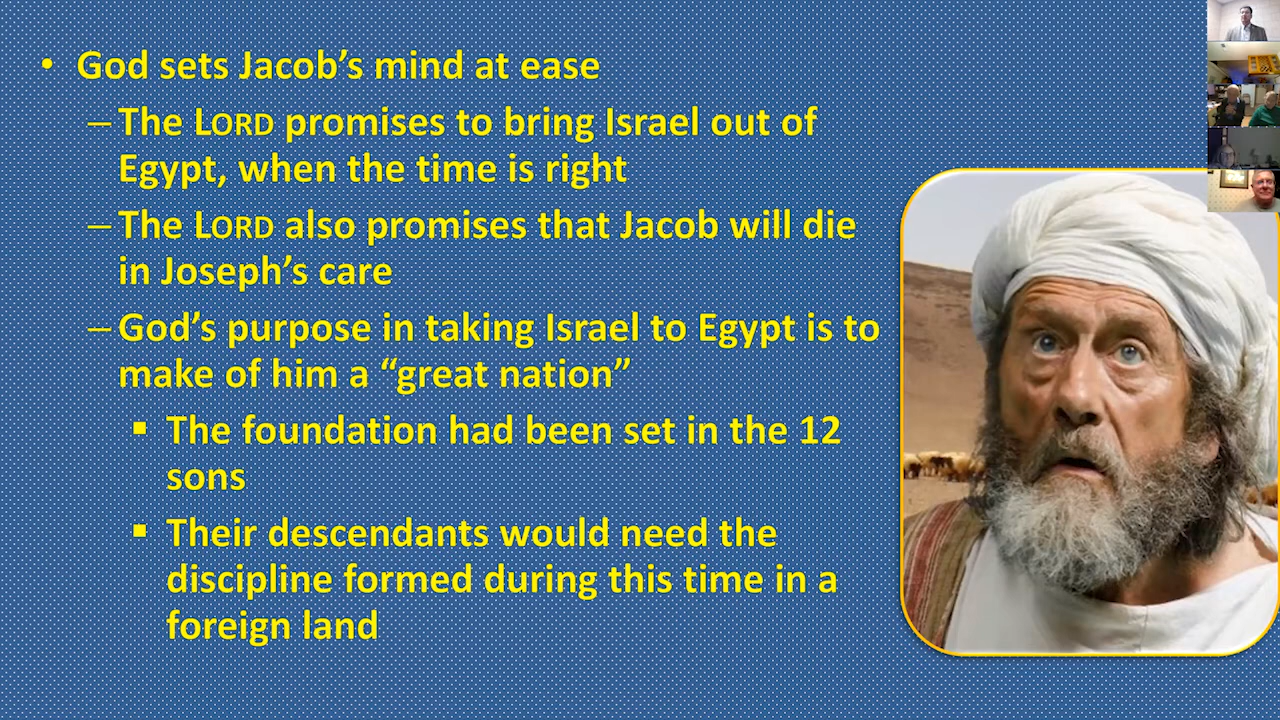 • God sets Jacob’s mind at ease
– The LORD promises to bring Israel out of
Egypt, when the time is right
– The LORD also promises that Jacob will die
in Joseph’s care
– God’s purpose in taking Israel to Egypt is to
make of him a “great nation”
▪ The foundation had been set in the 12
sons
▪ Their descendants would need the
discipline formed during this time in a
foreign land